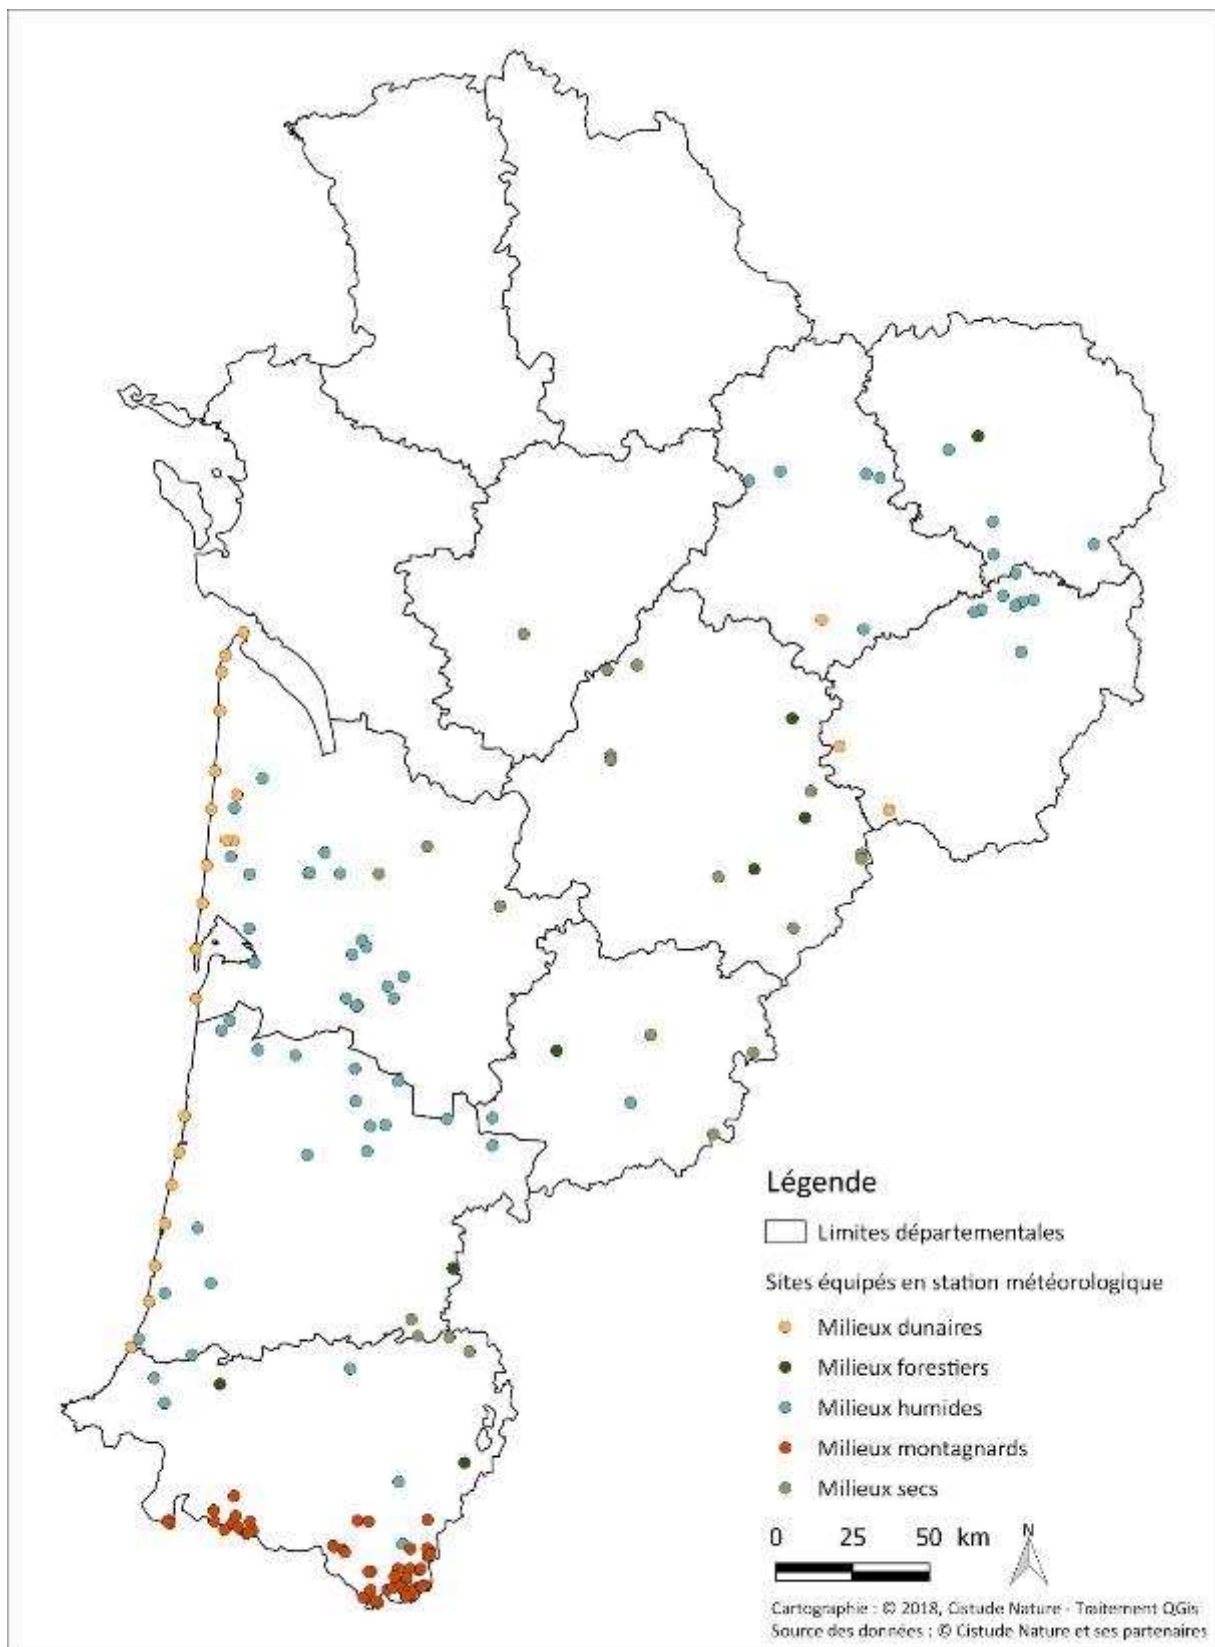 Légende
Limites départementales
Sites équipés en station météorologique
Milieux dunaires
Milieux forestiers
Milieux humides
Milieux montagnards
Milieux secs
0 25 50 km
N
Cartographie : © 2018, Cistude Nature - Traitement QGis
Source des données : © Cistude Nature et ses partenaires